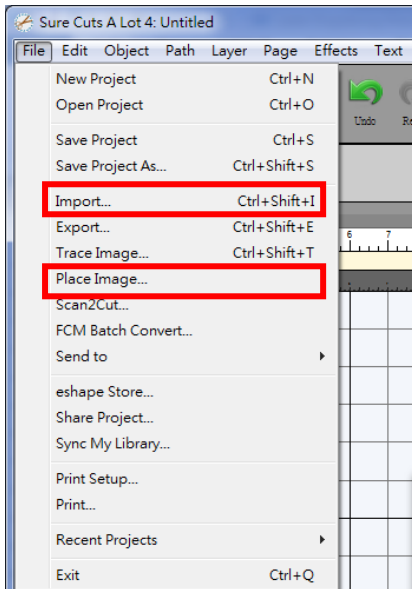 Sure Cuts A Lot 4: Untitled
File Edit Object Path Layer Page Effects Text
New Project Ctrl+N
Open Project Ctrl+O
Undo
Save Project Ctrl+S
Save Project As... Ctrl+Shift+S
Import... Ctrl+Shift+I
Export... Ctrl+Shift+E
6 7
Trace Image... Ctrl+Shift+T
Place Image...
Scan2Cut...
FCM Batch Convert...
Send to
eshape Store...
Share Project...
Sync My Library...
Print Setup...
Print...
Recent Projects
Exit Ctrl+Q